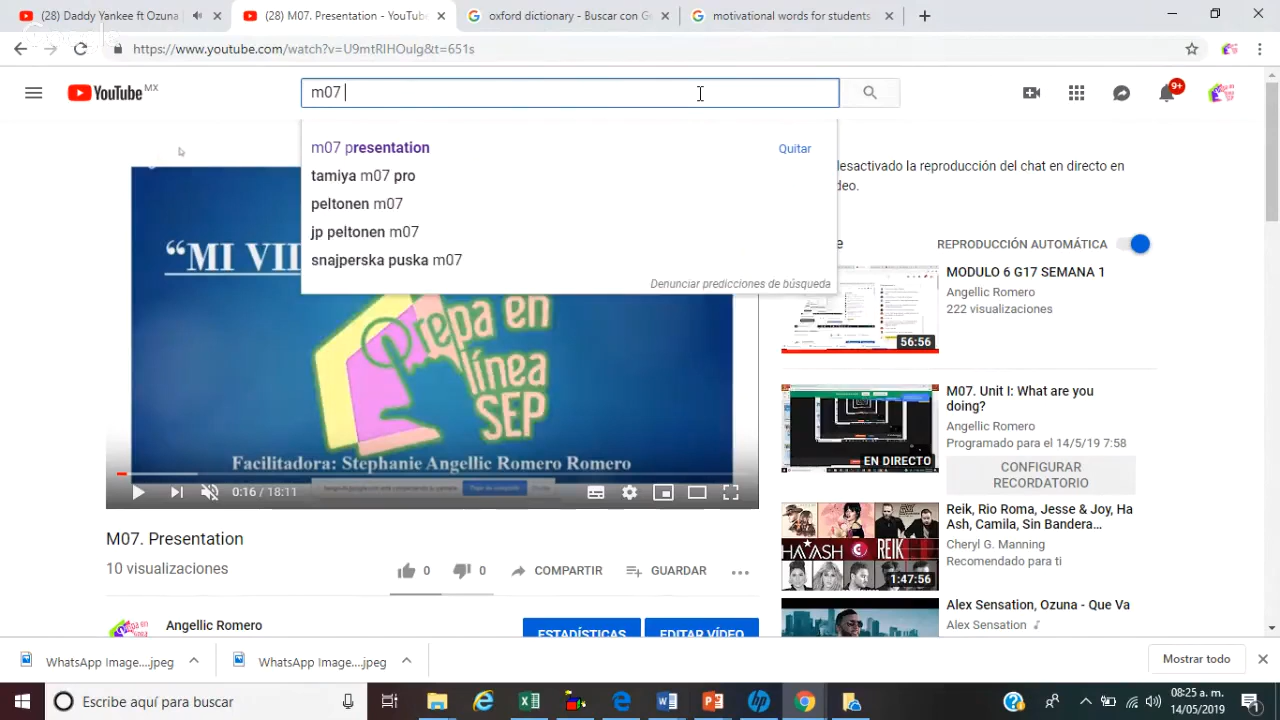 (28) Daddy Yankee ft Ozuna
(28) M07. Presentation - YouTube
oxford dictionary - Buscar con G
motivational words for students
https://www.youtube.com/watch?v=U9mtRlHOulg&t=651s
YouTube MX
m07
9+
m07 presentation
Quitar
tamiya m07 pro
peltonen m07
jp peltonen m07
snajperska puska m07
Denunciar predicciones de búsqueda
desactivado la reproducción del chat en directo en
deo.
REPRODUCCIÓN AUTOMÁTICA
"MI VI
en
línea
SEP
Facilitadora: Stephanie Angelli Romero Romaro
0:16 / 18:11
MODULO 6 G17 SEMANA 1
Angellic Romero
222 visualizaciones
56:56
M07. Unit I: What are you
doing?
Angellic Romero
Programado para el 14/5/19 7:58
EN DIRECTO
CONFIGURAR
RECORDATORIO
Reik, Rio Roma, Jesse & Joy, Ha
Ash, Camila, Sin Bandera...
Cheryl G. Manning
Recomendado para ti
HA*ASH
REIK
1:47:56
Alex Sensation, Ozuna - Que Va
Alex Sensation
M07. Presentation
10 visualizaciones
0
0
COMPARTIR
GUARDAR
Angellic Romero
ESTADÍSTICAS
EDITAR VÍDEO
WhatsApp Image....jpeg
WhatsApp Image....jpeg
Mostrar todo
Escribe aquí para buscar
08:25 a. m.
14/05/2019
1